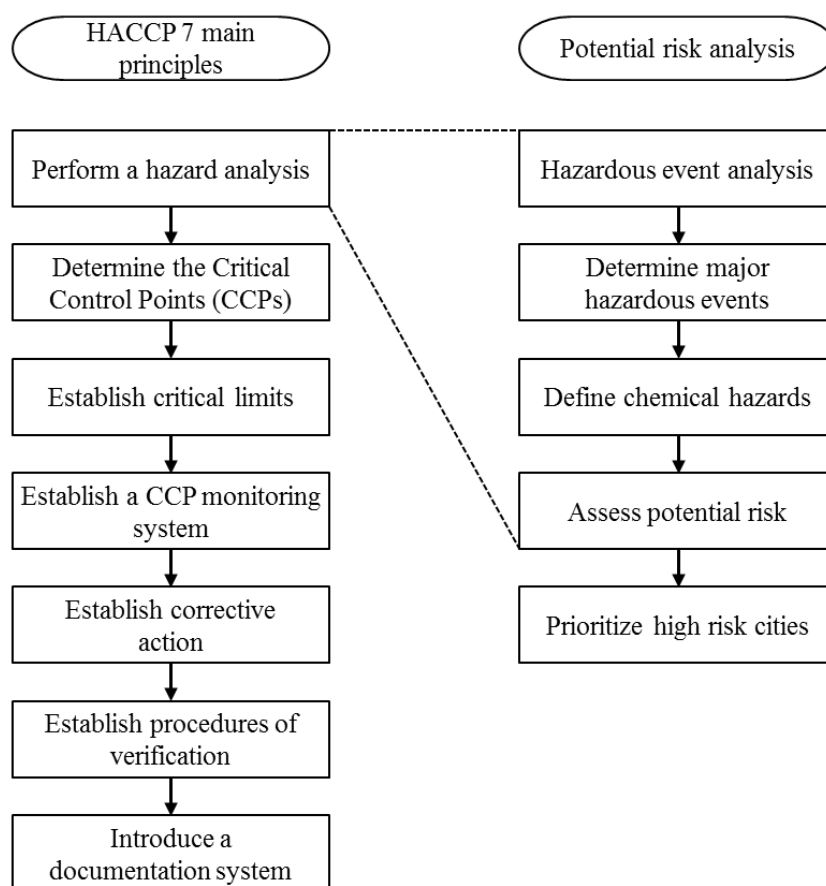 HACCP 7 main
principles
Perform a hazard analysis
Determine the Critical
Control Points (CCPs)
Establish critical limits
Establish a CCP monitoring
system
Establish corrective
action
Establish procedures of
verification
Introduce a
documentation system
Potential risk analysis
Hazardous event analysis
Determine major
hazardous events
Define chemical hazards
Assess potential risk
Prioritize high risk cities